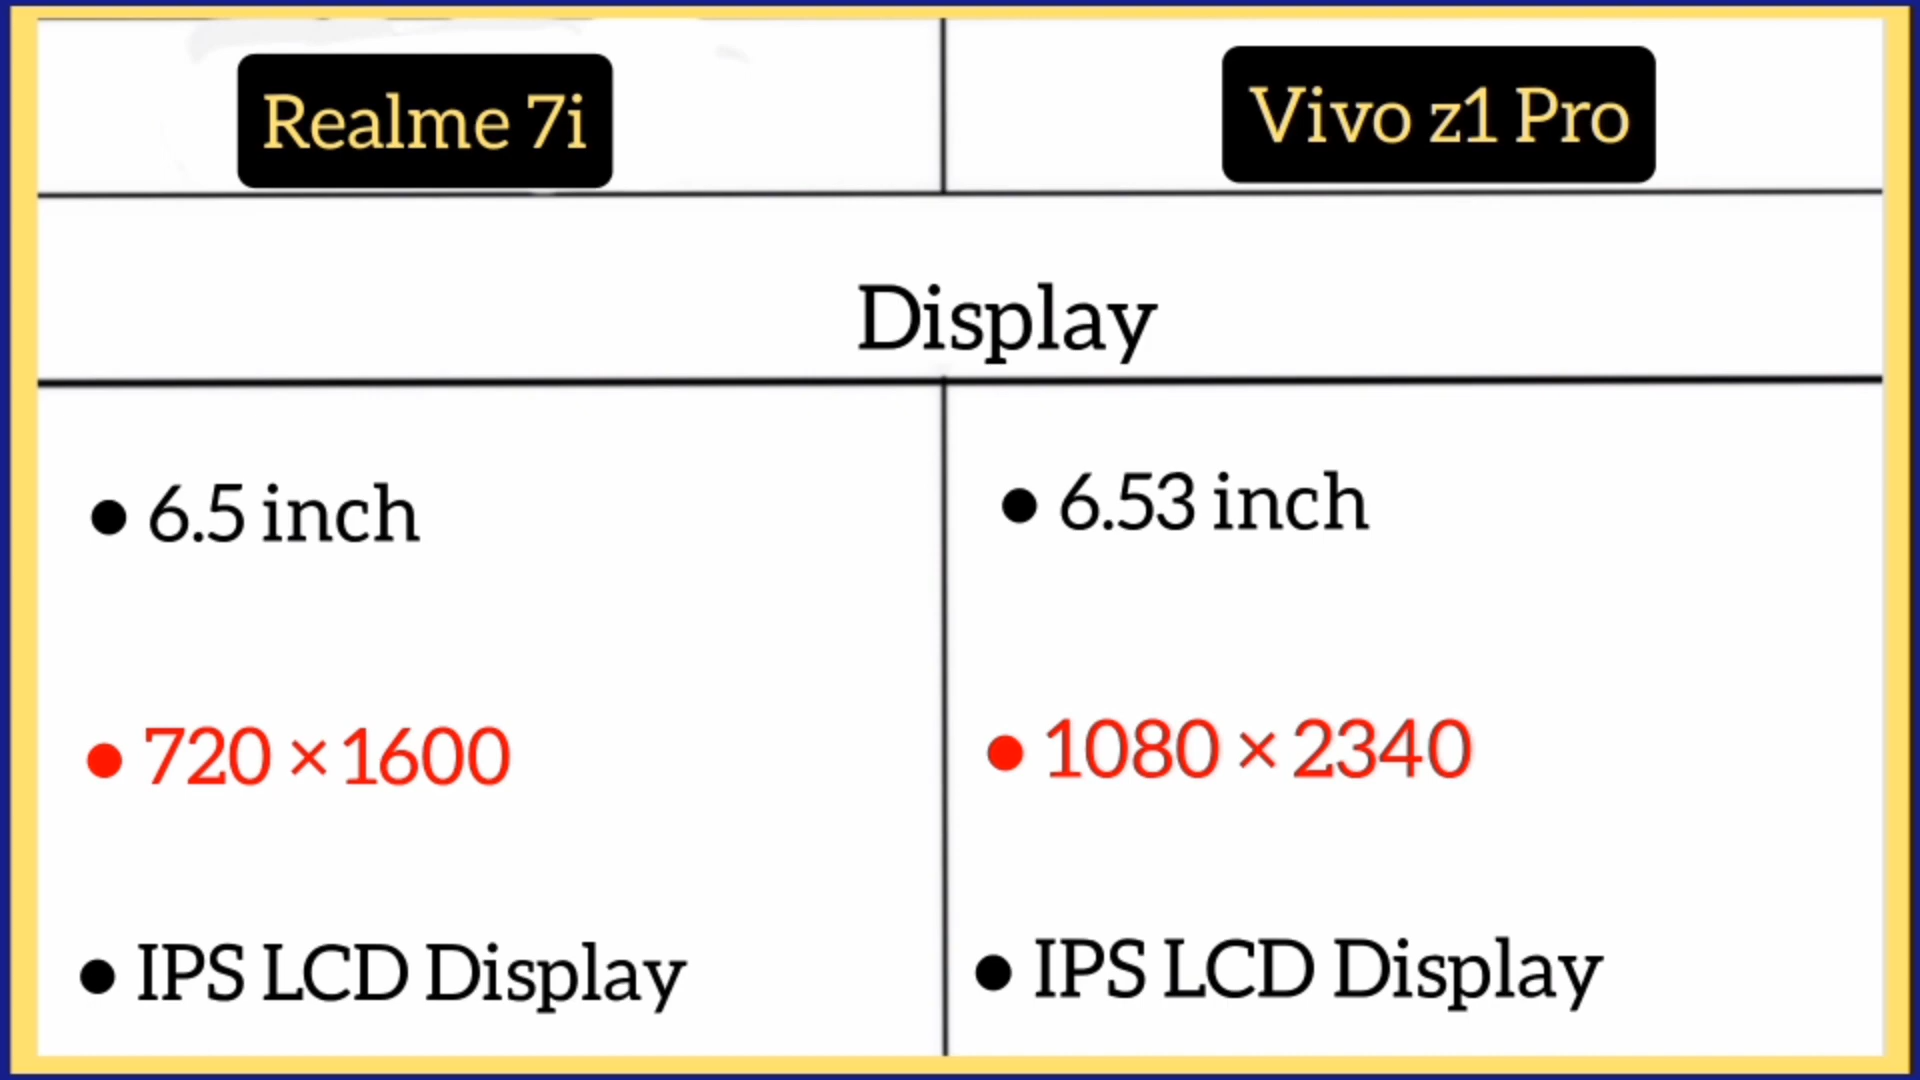 Realme 7i
Vivo z1 Pro
Display
• 6.5 inch
• 6.53 inch
• 720 × 1600
• 1080 × 2340
• IPS LCD Display
• IPS LCD Display